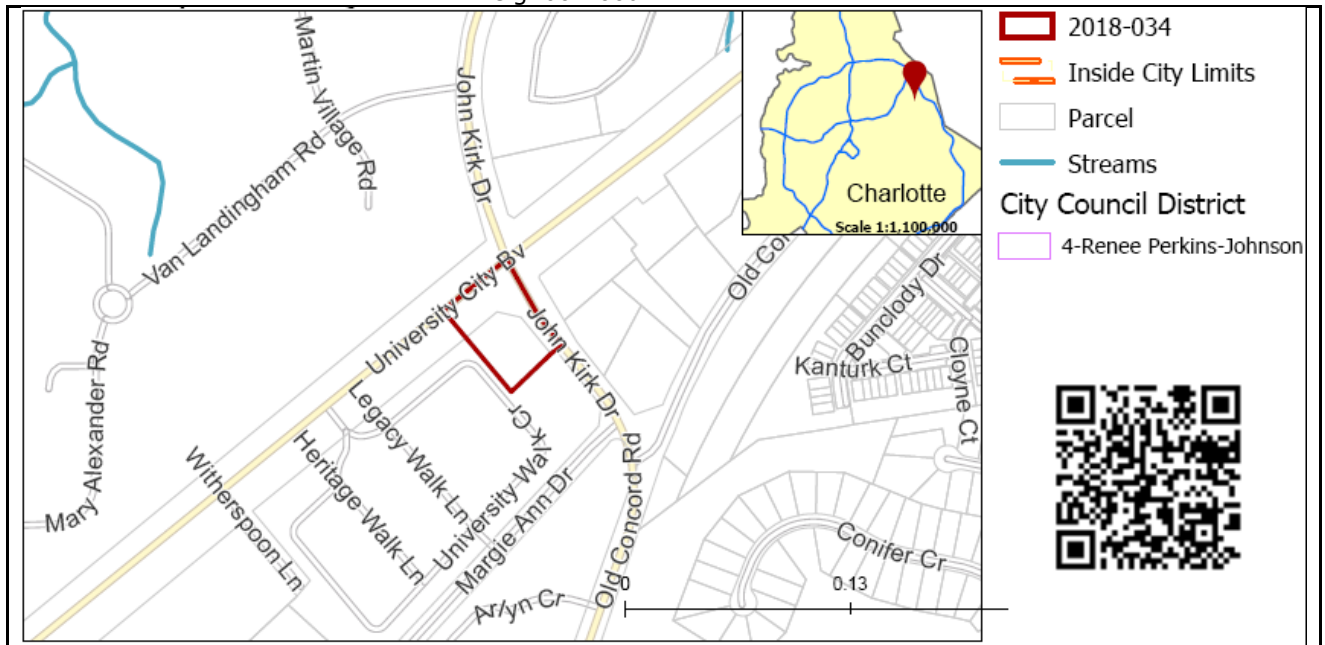 2018-034
Inside City Limits
Parcel
Streams
City Council District
4-Renee Perkins-Johnson
Martin Village Rd
John Kirk Dr
Van Landingham Rd
Charlotte
Scale 1:1,100,000
University City Bv
John Kirk Dr
Old Cor
Bunclody Dr
Kanturk Ct
Cloyne Ct
Mary Alexander Rd
Legacy Walk Ln
University Walk Cr
Heritage Walk Ln
Witherspoon Ln
Margie Ann Dr
Old Concord Rd
Conifer Cr
Arlyn Cr
0
0.13